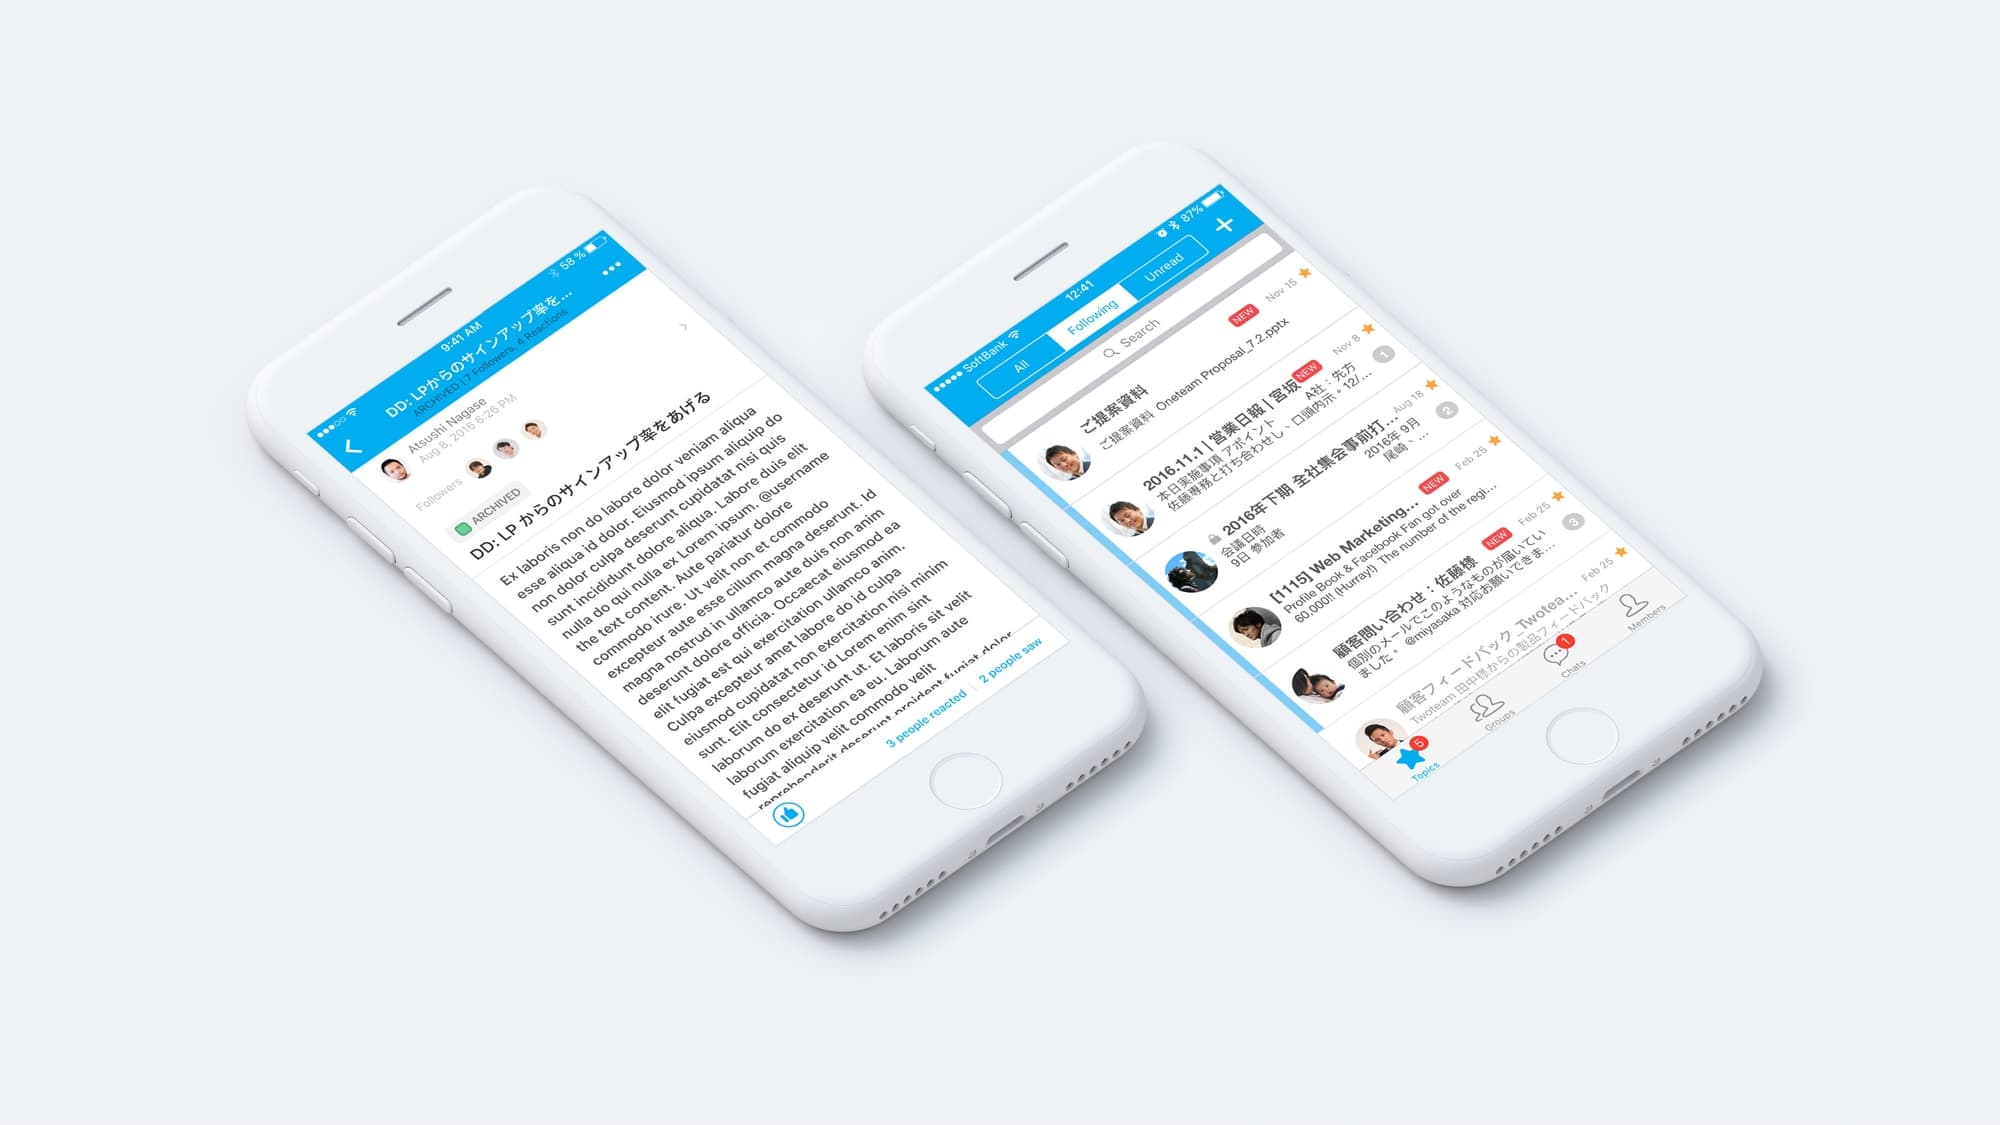 9:41 AM
58 %
DD: LPからのサインアップ率を...
ARCHIVED | 7 Followers, 4 Reactions
Atsushi Nagase
Aug 8, 2016 6:26 PM
Followers
ARCHIVED
DD: LP からのサインアップ率をあげる
Ex laboris non do labore dolor veniam aliqua
esse aliqua id dolor. Eiusmod ipsum aliquip do
non dolor culpa deserunt cupidatat nisi quis
sunt incididunt dolore aliqua. Labore duis elit
nulla do qui nulla ex Lorem ipsum. @username
the text content. Aute pariatur dolore
commodo irure. Ut velit non et commodo
excepteur aute esse cillum magna deserunt. Id
magna nostrud in ullamco aute duis non anim
deserunt dolore officia. Occaecat eiusmod ea
elit fugiat est qui exercitation ullamco anim.
Culpa excepteur amet labore do id culpa
eiusmod cupidatat non exercitation nisi minim
sunt. Elit consectetur id Lorem enim sint
laborum do ex deserunt ut. Et laboris sit velit
laborum exercitation ea eu. Laborum aute
fugiat aliquip velit commodo velit
reprehenderit deserunt proident fugiat dolor
3 people reacted
2 people saw
SoftBank
12:41
87%
All
Following
Unread
Search
ご提案資料
NEW
Nov 15
ご提案資料 Oneteam Proposal_7.2.pptx
2016.11.1 | 営業日報 | 宮坂
NEW
Nov 8
本日実施事項 アポイント A社：先方
佐藤専務と打ち合わせし、口頭内示。12/...
1
2016年下期 全社集会事前打...
Aug 18
会議日時 2016年 9月
9日 参加者 尾崎、...
2
[1115] Web Marketing...
NEW
Feb 25
Profile Book & Facebook Fan got over
60,000!! (Hurray!) The number of the regi...
顧客問い合わせ：佐藤様
NEW
Feb 25
個別のメールでこのようなものが届いてい
ました。 @miyasaka 対応お願いできま...
3
顧客フィードバック_Twotea...
Feb 25
Twoteam 田中様からの製品フィードバック
5
Topics
Groups
1
Chats
Members